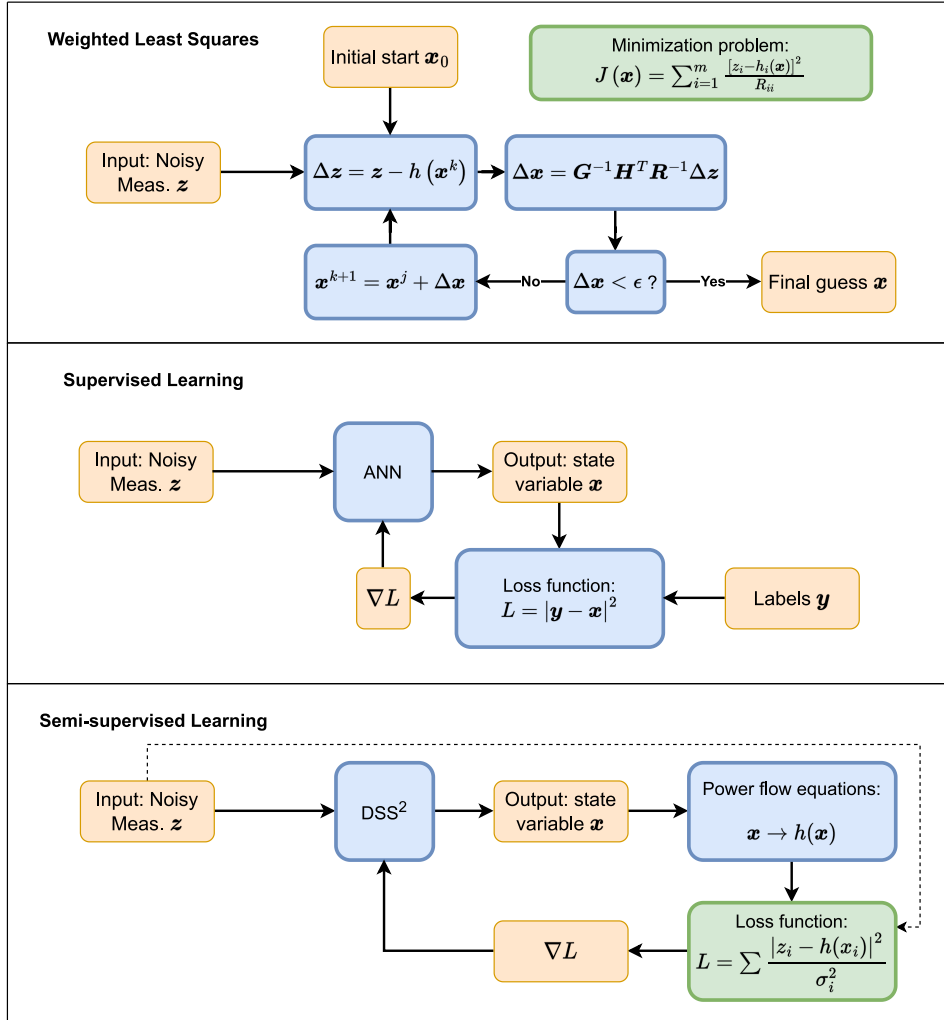 Weighted Least Squares
Initial start x₀
Minimization problem:
J (x) = ∑ᵢ₌₁ᵐ [zᵢ−hᵢ(x)]² / Rᵢᵢ
Input: Noisy
Meas. z
Δz = z − h (xᵏ)
Δx = G⁻¹HᵀR⁻¹Δz
xᵏ⁺¹ = xʲ + Δx
No
Δx < ϵ ?
Yes
Final guess x
Supervised Learning
Input: Noisy
Meas. z
ANN
Output: state
variable x
∇L
Loss function:
L = |y − x|²
Labels y
Semi-supervised Learning
Input: Noisy
Meas. z
DSS²
Output: state
variable x
Power flow equations:
x → h(x)
∇L
Loss function:
L = ∑ |zᵢ − h(xᵢ)|² / σᵢ²